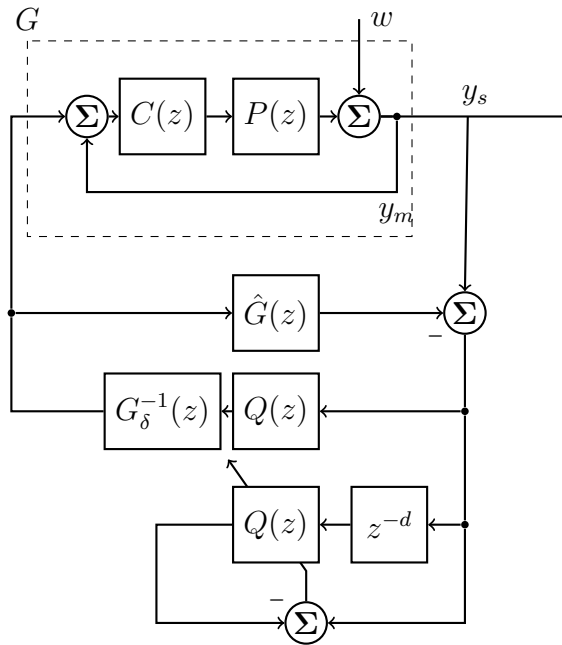 G
w
Σ C(z) P(z) Σ
y_s
y_m
Ĝ(z) Σ
–
G_δ^{-1}(z) Q(z)
Q(z) z^{-d}
–
Σ